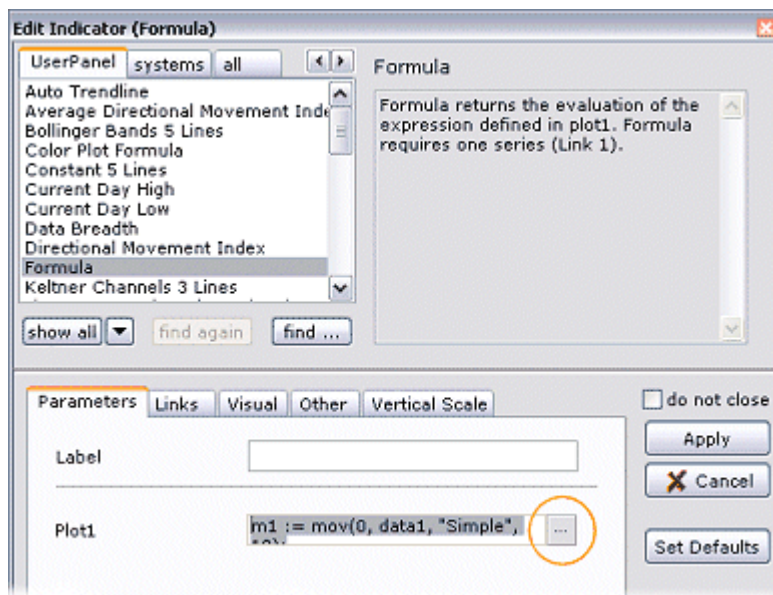 Edit Indicator (Formula)
UserPanel systems all
Formula
Auto Trendline
Average Directional Movement Inde
Bollinger Bands 5 Lines
Color Plot Formula
Constant 5 Lines
Current Day High
Current Day Low
Data Breadth
Directional Movement Index
Formula
Keltner Channels 3 Lines
Formula returns the evaluation of the
expression defined in plot1. Formula
requires one series (Link 1).
show all find again find ...
Parameters Links Visual Other Vertical Scale
do not close
Label
Apply
Cancel
Plot1 m1 := mov(0, data1, "Simple", ...
Set Defaults